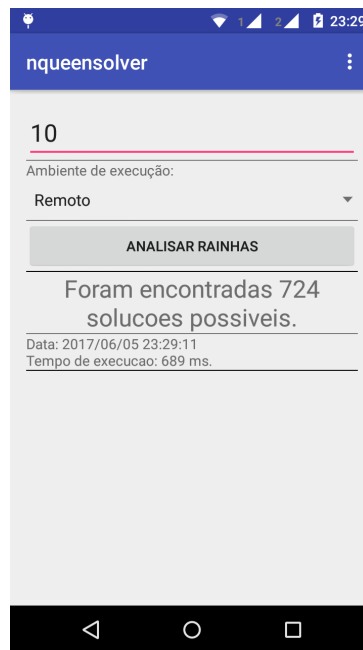 1 2 23:29
nqueensolver
10
Ambiente de execução:
Remoto
ANALISAR RAINHAS
Foram encontradas 724
solucoes possiveis.
Data: 2017/06/05 23:29:11
Tempo de execucao: 689 ms.